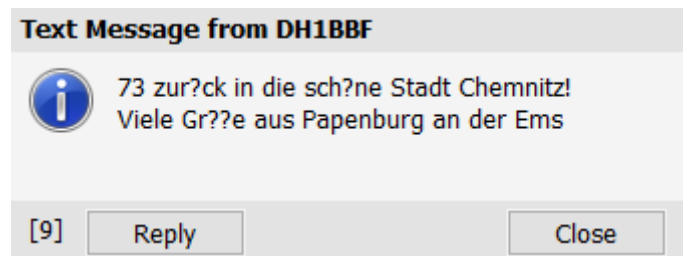 Text Message from DH1BBF
73 zur?ck in die sch?ne Stadt Chemnitz!
Viele Gr??e aus Papenburg an der Ems
[9] Reply Close